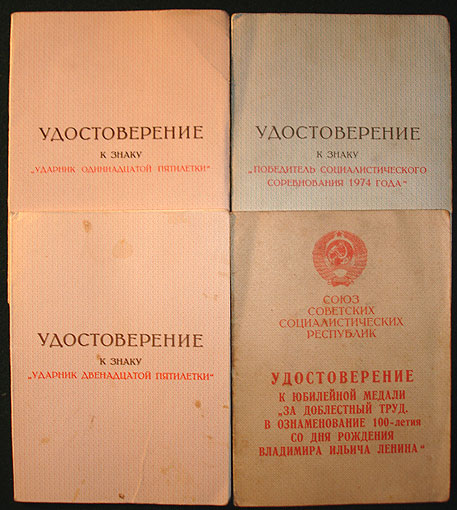 УДОСТОВЕРЕНИЕ
К ЗНАКУ
„УДАРНИК ОДИННАДЦАТОЙ ПЯТИЛЕТКИ“
УДОСТОВЕРЕНИЕ
К ЗНАКУ
„ПОБЕДИТЕЛЬ СОЦИАЛИСТИЧЕСКОГО
СОРЕВНОВАНИЯ 1974 ГОДА“
УДОСТОВЕРЕНИЕ
К ЗНАКУ
„УДАРНИК ДВЕНАДЦАТОЙ ПЯТИЛЕТКИ“
СОЮЗ
СОВЕТСКИХ
СОЦИАЛИСТИЧЕСКИХ
РЕСПУБЛИК
УДОСТОВЕРЕНИЕ
К ЮБИЛЕЙНОЙ МЕДАЛИ
„ЗА ДОБЛЕСТНЫЙ ТРУД.
В ОЗНАМЕНОВАНИЕ 100-летия
СО ДНЯ РОЖДЕНИЯ
ВЛАДИМИРА ИЛЬИЧА ЛЕНИНА“